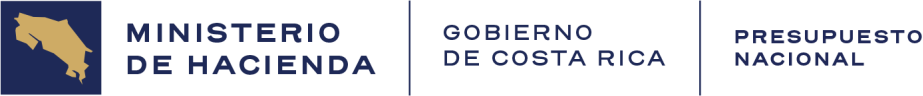 MINISTERIO
DE HACIENDA
GOBIERNO
DE COSTA RICA
PRESUPUESTO
NACIONAL